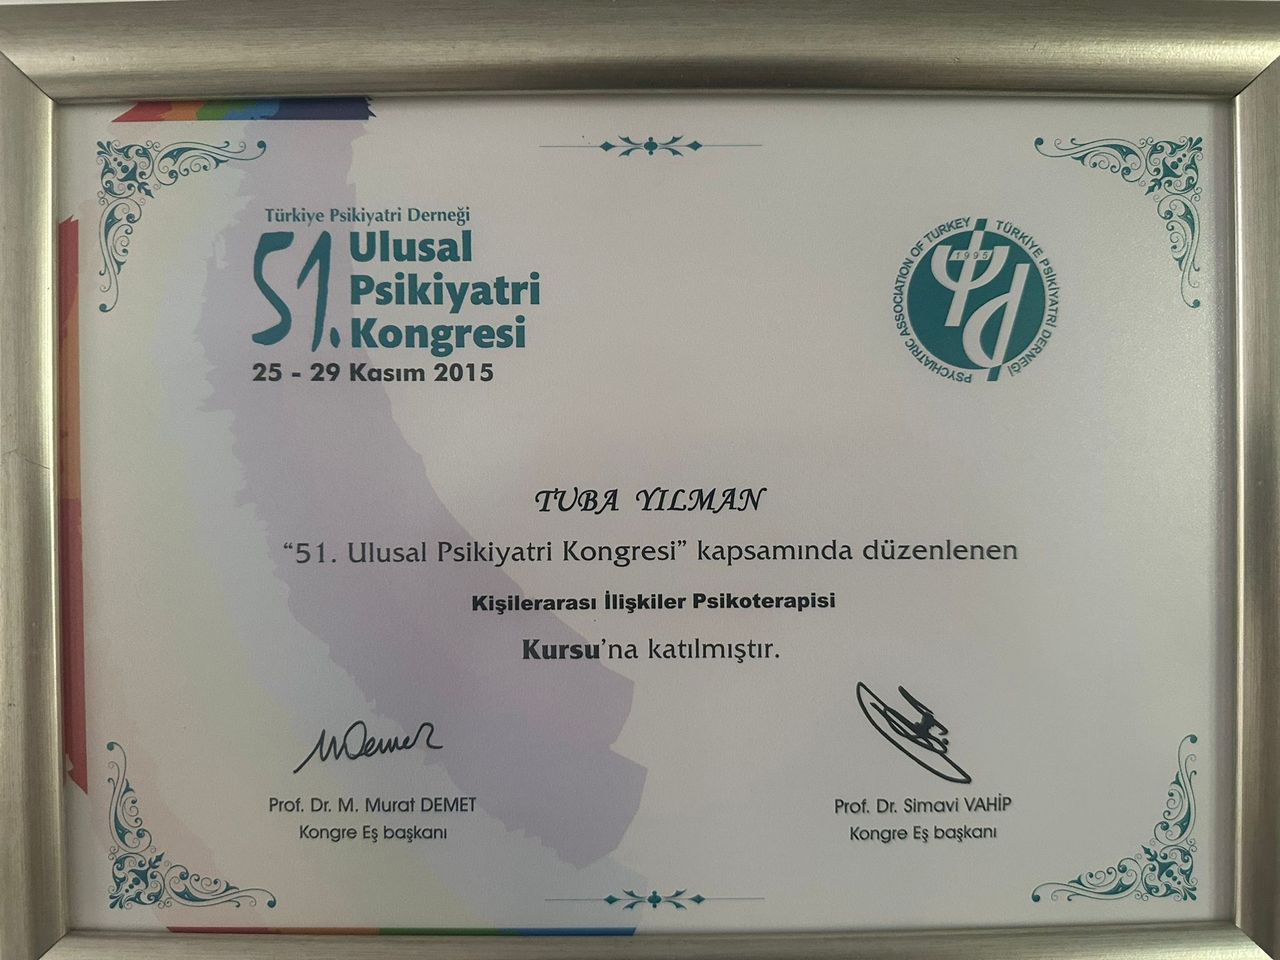 Türkiye Psikiyatri Derneği
51. Ulusal
Psikiyatri
Kongresi
25 - 29 Kasım 2015
PSYCHIATRIC ASSOCIATION OF TURKEY
TÜRKİYE PSİKİYATRİ DERNEĞİ
1995
TUBA YILMAN
“51. Ulusal Psikiyatri Kongresi” kapsamında düzenlenen
Kişilerarası İlişkiler Psikoterapisi
Kursu’na katılmıştır.
Prof. Dr. M. Murat DEMET
Kongre Eş başkanı
Prof. Dr. Simavi VAHİP
Kongre Eş başkanı